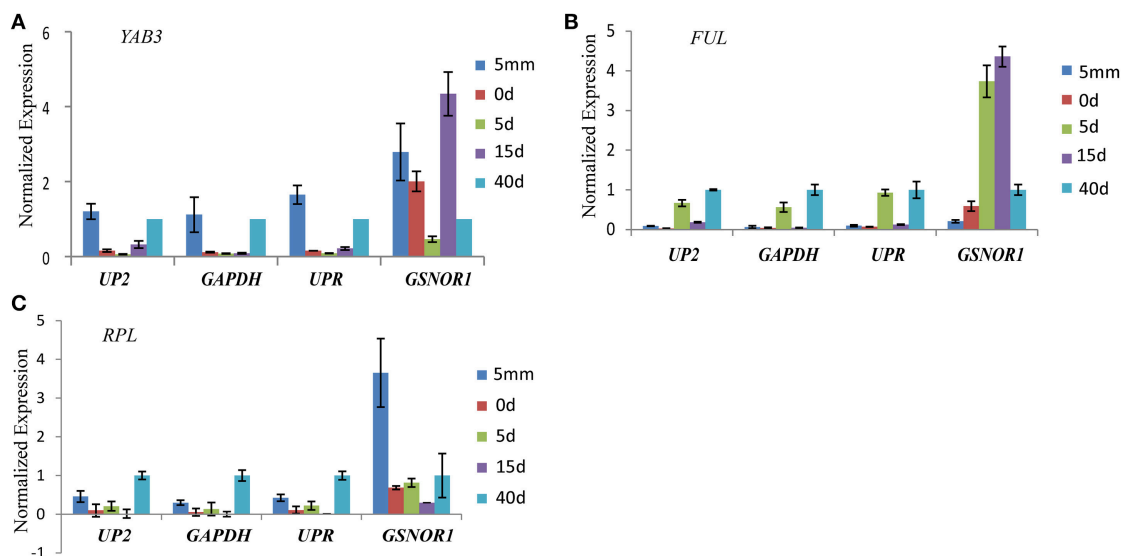 A
YAB3
Normalized Expression
6
4
2
0
UP2 GAPDH UPR GSNOR1
5mm
0d
5d
15d
40d
B
FUL
Normalized Expression
5
4
3
2
1
0
UP2 GAPDH UPR GSNOR1
5mm
0d
5d
15d
40d
C
RPL
Normalized Expression
5
4
3
2
1
0
-1
UP2 GAPDH UPR GSNOR1
5mm
0d
5d
15d
40d